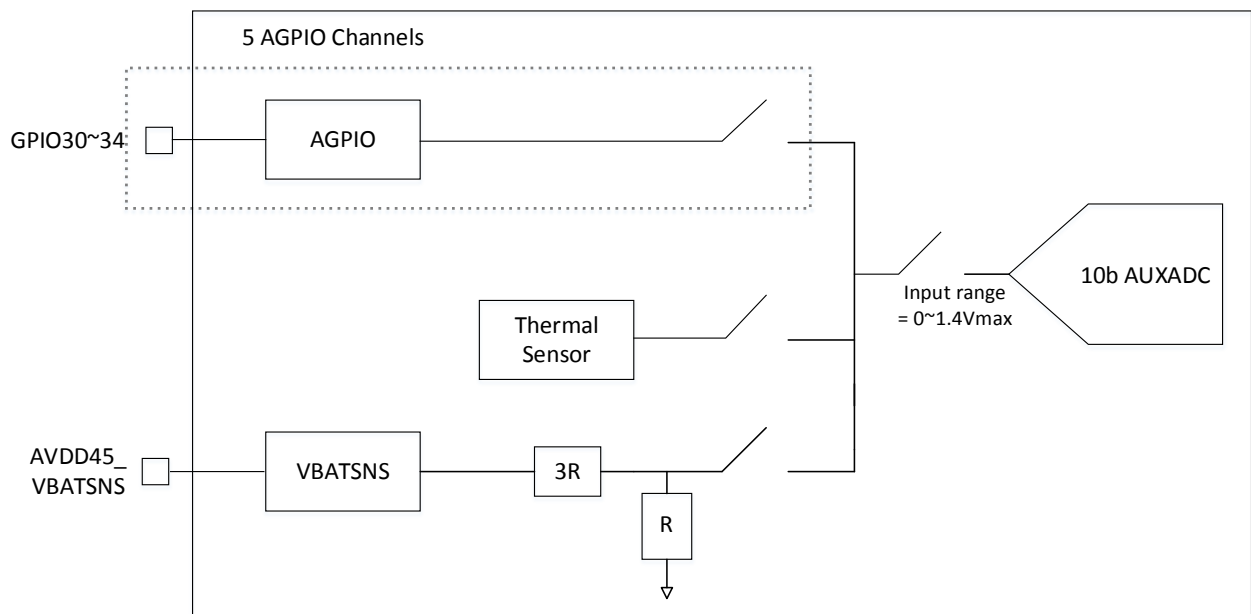 5 AGPIO Channels
GPIO30~34
AGPIO
10b AUXADC
Input range
= 0~1.4Vmax
Thermal
Sensor
AVDD45_
VBATSNS
VBATSNS
3R
R